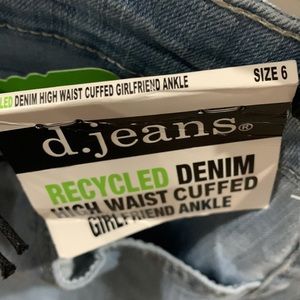 LED DENIM HIGH WAIST CUFFED GIRLFRIEND ANKLE SIZE 6
d.jeans®
RECYCLED DENIM
HIGH WAIST CUFFED
GIRLFRIEND ANKLE